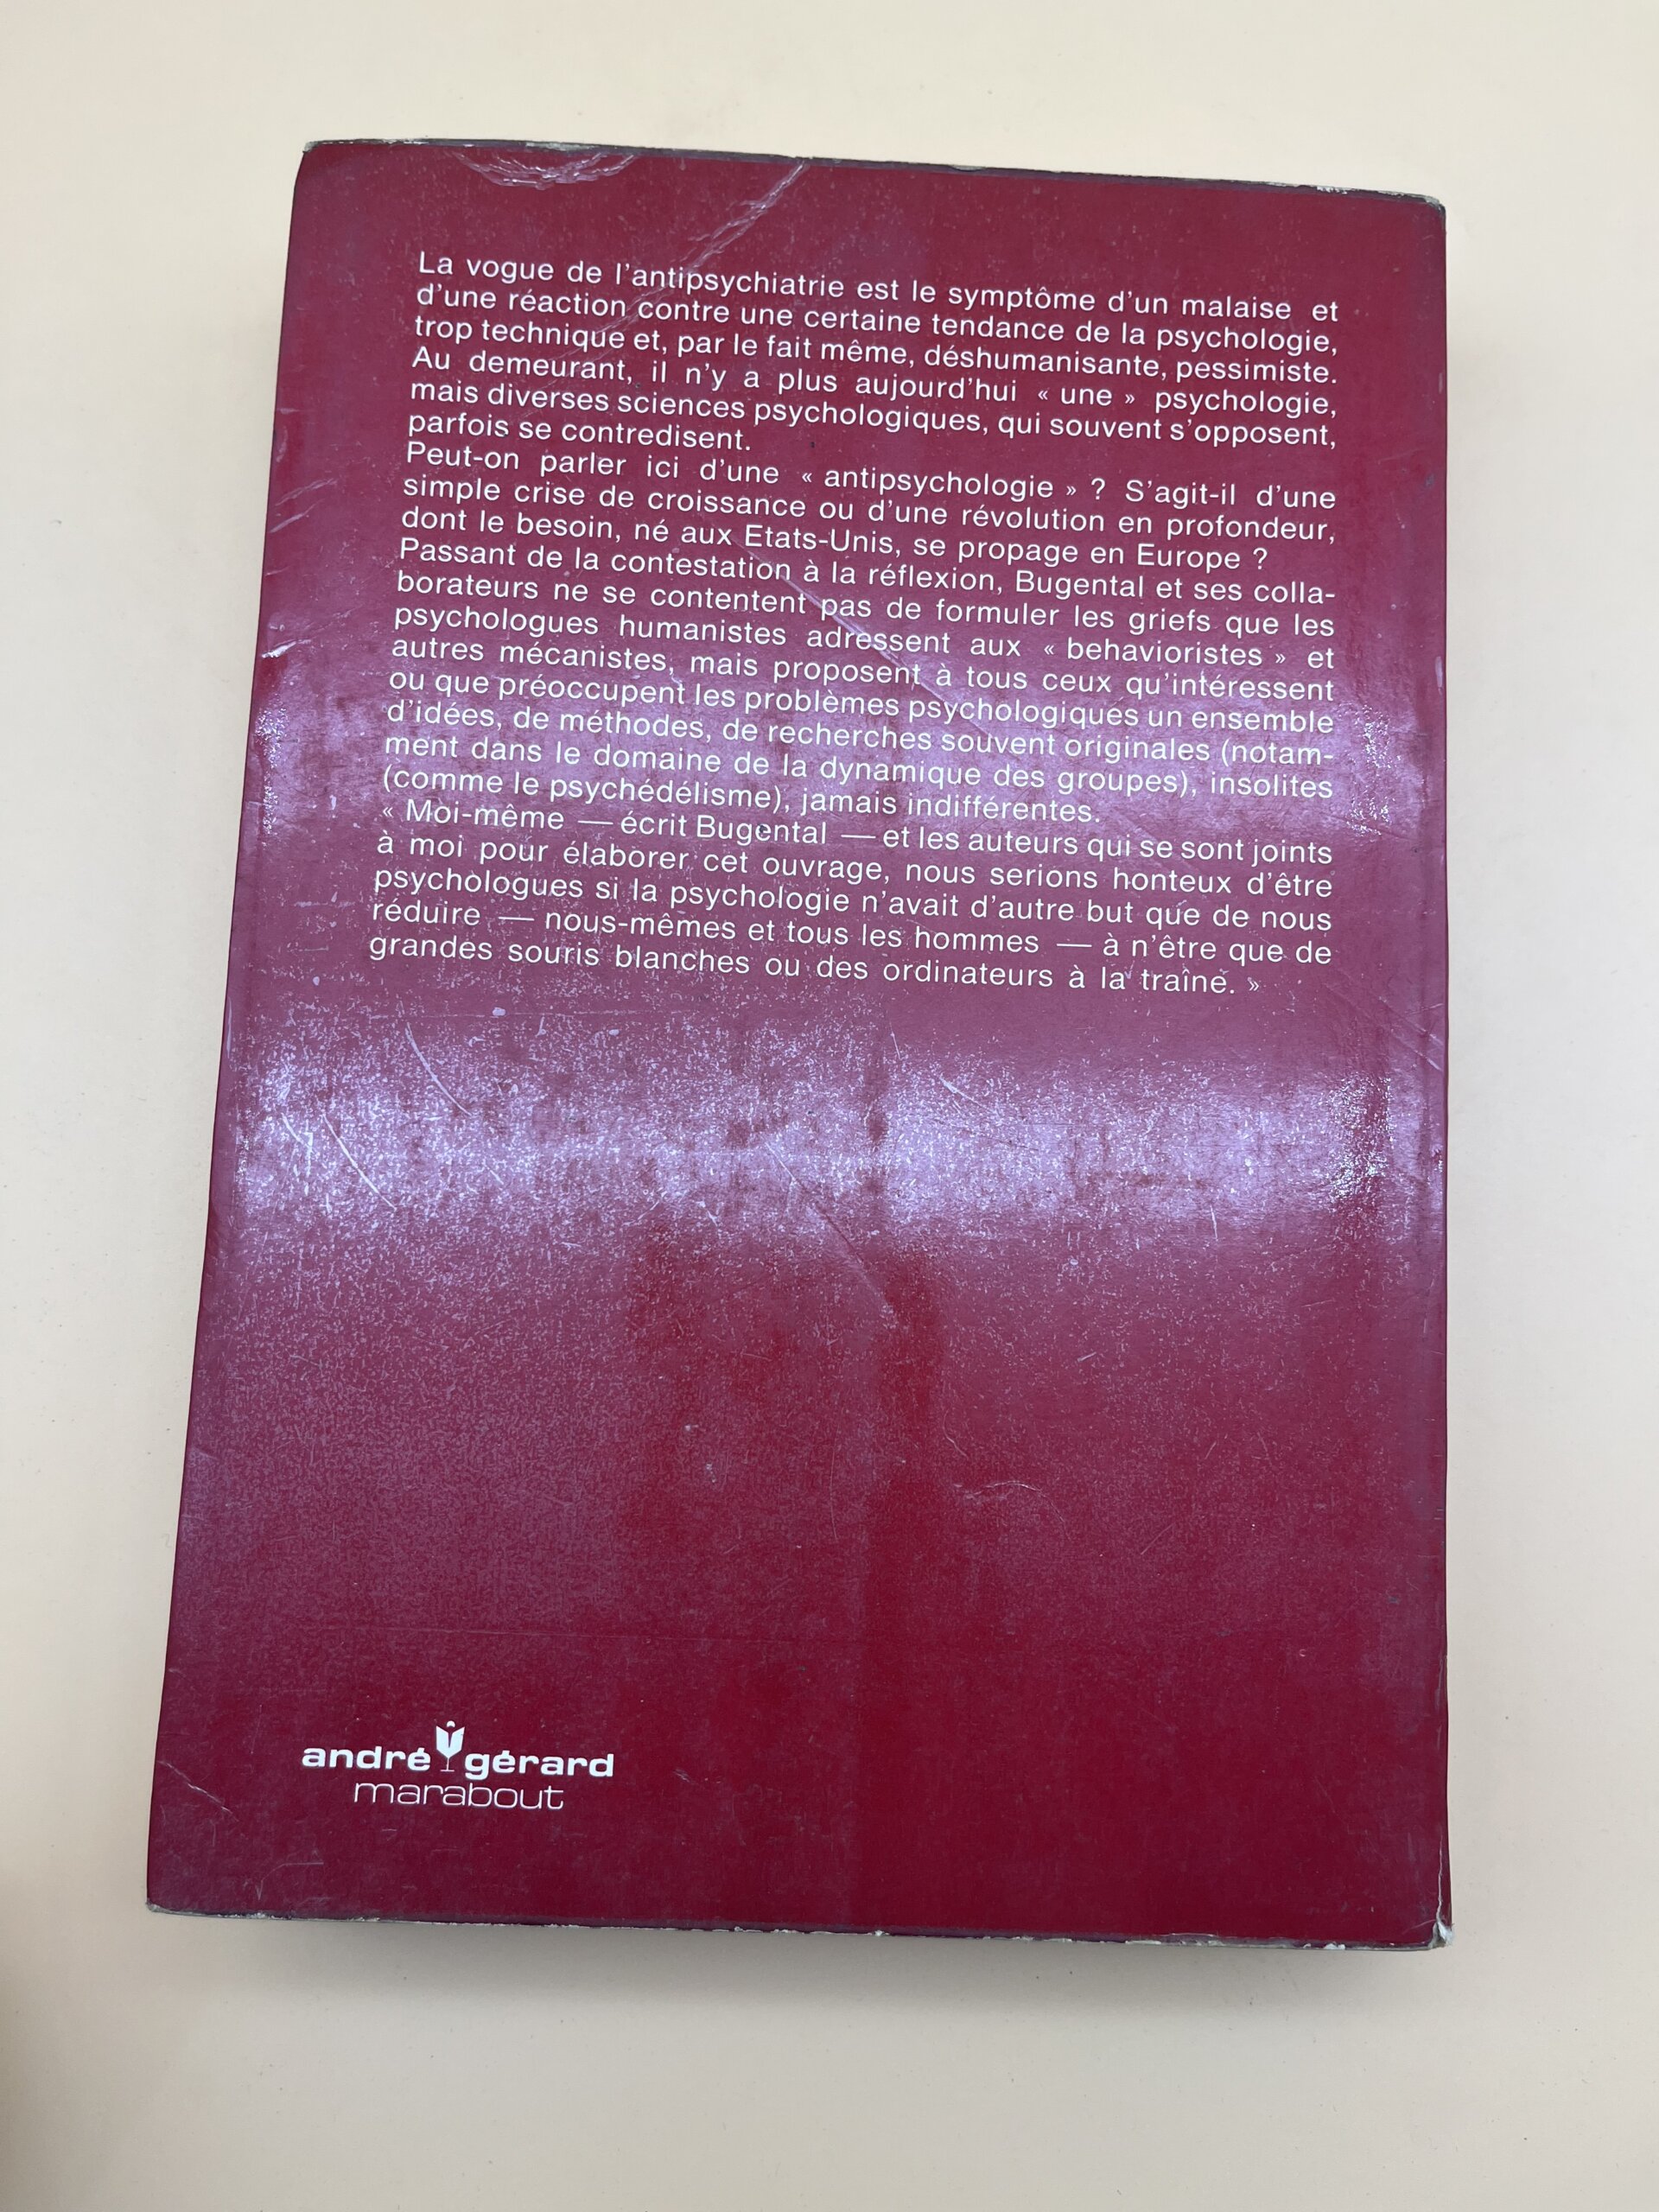 La vogue de l'antipsychiatrie est le symptôme d'un malaise et
d'une réaction contre une certaine tendance de la psychologie,
trop technique et, par le fait même, déshumanisante, pessimiste.
Au demeurant, il n'y a plus aujourd'hui « une » psychologie,
mais diverses sciences psychologiques, qui souvent s'opposent,
parfois se contredisent.
Peut-on parler ici d'une « antipsychologie » ? S'agit-il d'une
simple crise de croissance ou d'une révolution en profondeur,
dont le besoin, né aux Etats-Unis, se propage en Europe ?
Passant de la contestation à la réflexion, Bugental et ses colla-
borateurs ne se contentent pas de formuler les griefs que les
psychologues humanistes adressent aux « behavioristes » et
autres mécanistes, mais proposent à tous ceux qu'intéressent
ou que préoccupent les problèmes psychologiques un ensemble
d'idées, de méthodes, de recherches souvent originales (notam-
ment dans le domaine de la dynamique des groupes), insolites
(comme le psychédélisme), jamais indifférentes.
« Moi-même — écrit Bugental — et les auteurs qui se sont joints
à moi pour élaborer cet ouvrage, nous serions honteux d'être
psychologues si la psychologie n'avait d'autre but que de nous
réduire — nous-mêmes et tous les hommes — à n'être que de
grandes souris blanches ou des ordinateurs à la traîne. »
andré gérard
marabout